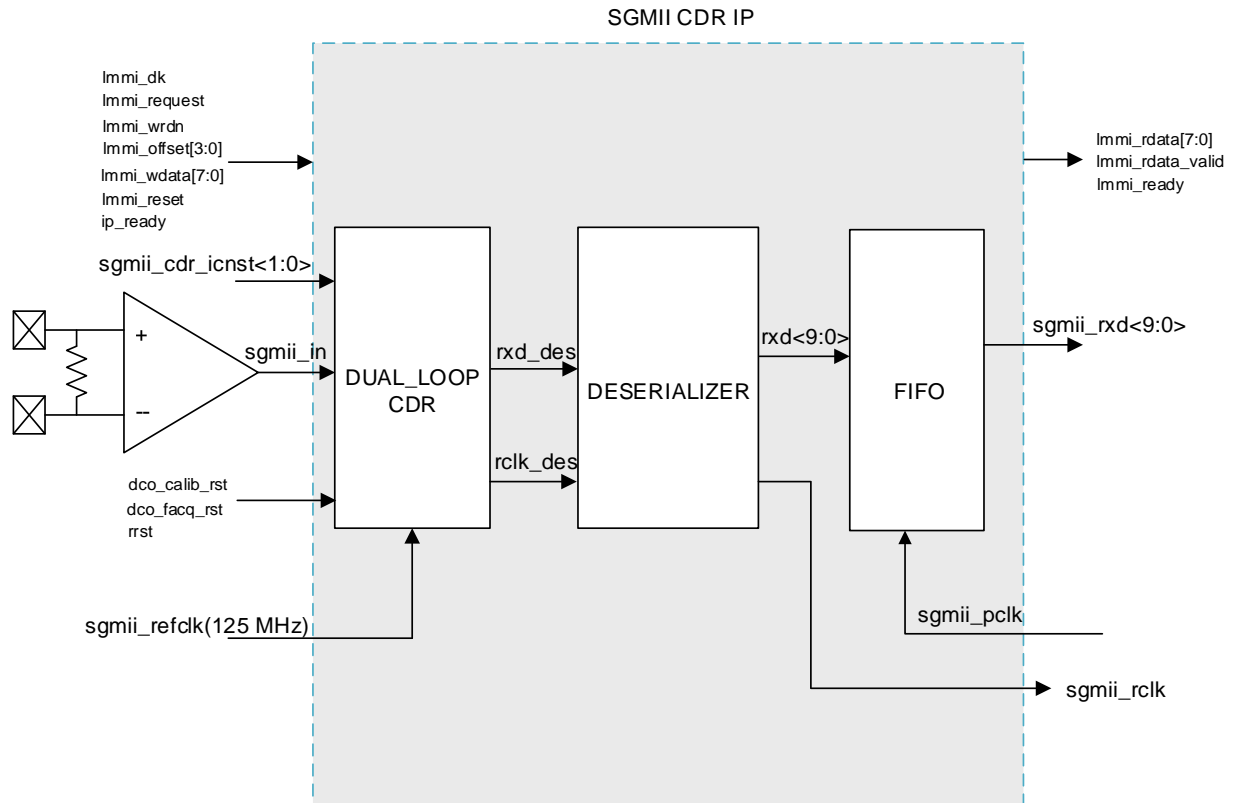 SGMII CDR IP
lmmi_dk
lmmi_request
lmmi_wrdn
lmmi_offset[3:0]
lmmi_wdata[7:0]
lmmi_reset
ip_ready
lmmi_rdata[7:0]
lmmi_rdata_valid
lmmi_ready
sgmii_cdr_icnst<1:0>
+
--
sgmii_in
DUAL_LOOP
CDR
rxd_des
rclk_des
DESERIALIZER
rxd<9:0>
FIFO
sgmii_rxd<9:0>
dco_calib_rst
dco_facq_rst
rrst
sgmii_refclk(125 MHz)
sgmii_pclk
sgmii_rclk